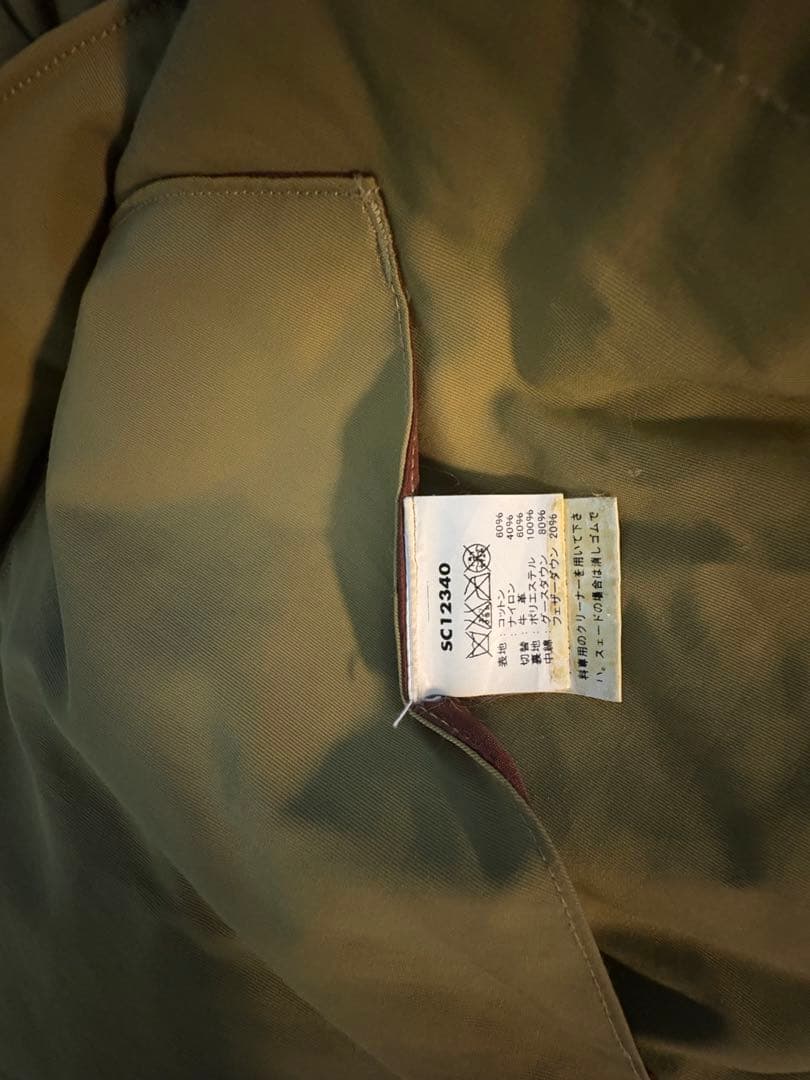 SC12340
表地：コットン 60%
ナイロン 40%
切替：牛 革 60%
裏地：ポリエステル 100%
中綿：グースダウン 80%
フェザーダウン 20%
料専用のクリーナーを用いて下さ
い。スェードの場合は消しゴムで